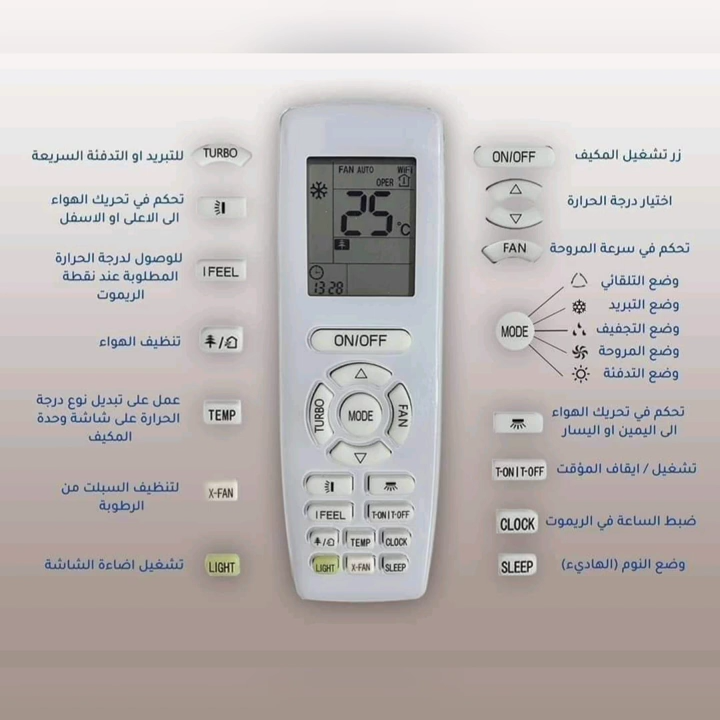 TURBO
للتبريد او التدفئة السريعة
تحكم في تحريك الهواء
الى الاعلى او الاسفل
I FEEL
للوصول لدرجة الحرارة
المطلوبة عند نقطة
الريموت
تنظيف الهواء
TEMP
عمل على تبديل نوع درجة
الحرارة على شاشة وحدة
المكيف
X-FAN
لتنظيف السبلت من
الرطوبة
LIGHT
تشغيل اضاءة الشاشة
FAN AUTO WiFi
OPER
25 °C
13:28
ON/OFF
TURBO
MODE
FAN
I FEEL
T-ON T-OFF
TEMP
CLOCK
LIGHT
X-FAN
SLEEP
ON/OFF
زر تشغيل المكيف
اختيار درجة الحرارة
FAN
تحكم في سرعة المروحة
MODE
وضع التلقائي
وضع التبريد
وضع التجفيف
وضع المروحة
وضع التدفئة
تحكم في تحريك الهواء
الى اليمين او اليسار
T-ON T-OFF
تشغيل / ايقاف المؤقت
CLOCK
ضبط الساعة في الريموت
SLEEP
وضع النوم (الهاديء)